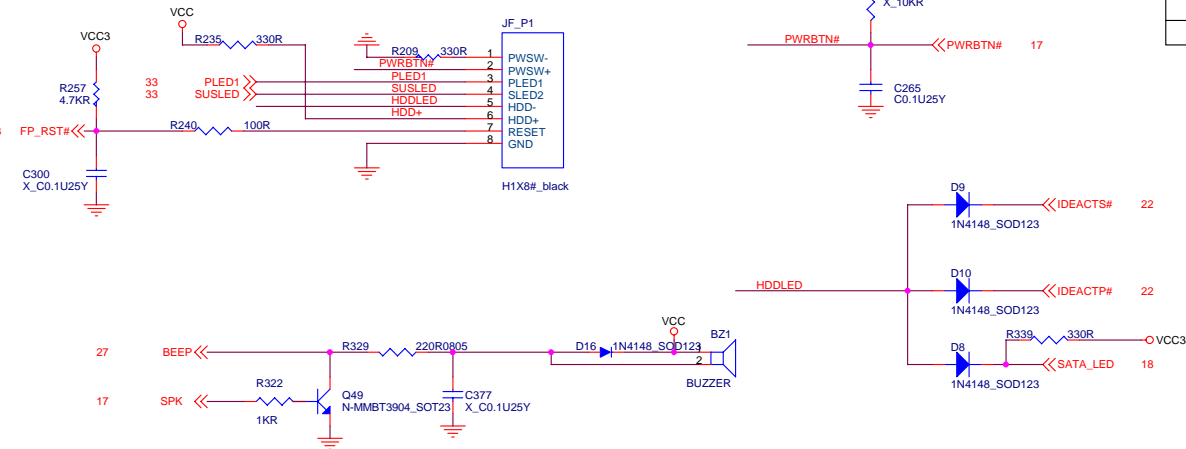 VCC
VCC3
R235 330R
R257
4.7KR
33 PLED1
33 SUSLED
FP_RST#
R240 100R
C300
X_C0.1U25Y
JF_P1
R209 330R
PWRBTN#
PLED1
SUSLED
HDDLED
HDD+
1 PWSW-
2 PWSW+
3 PLED1
4 SLED2
5 HDD-
6 HDD+
7 RESET
8 GND
H1X8#_black
X_10KR
PWRBTN# PWRBTN# 17
C265
C0.1U25Y
D9
IDEACTS# 22
1N4148_SOD123
HDDLED
D10
IDEACTP# 22
1N4148_SOD123
R339 330R
VCC3
D8
SATA_LED 18
1N4148_SOD123
27 BEEP
R329 220R0805
D16 1N4148_SOD123
VCC
BZ1
1
2
BUZZER
17 SPK
R322
1KR
Q49
N-MMBT3904_SOT23
C377
X_C0.1U25Y